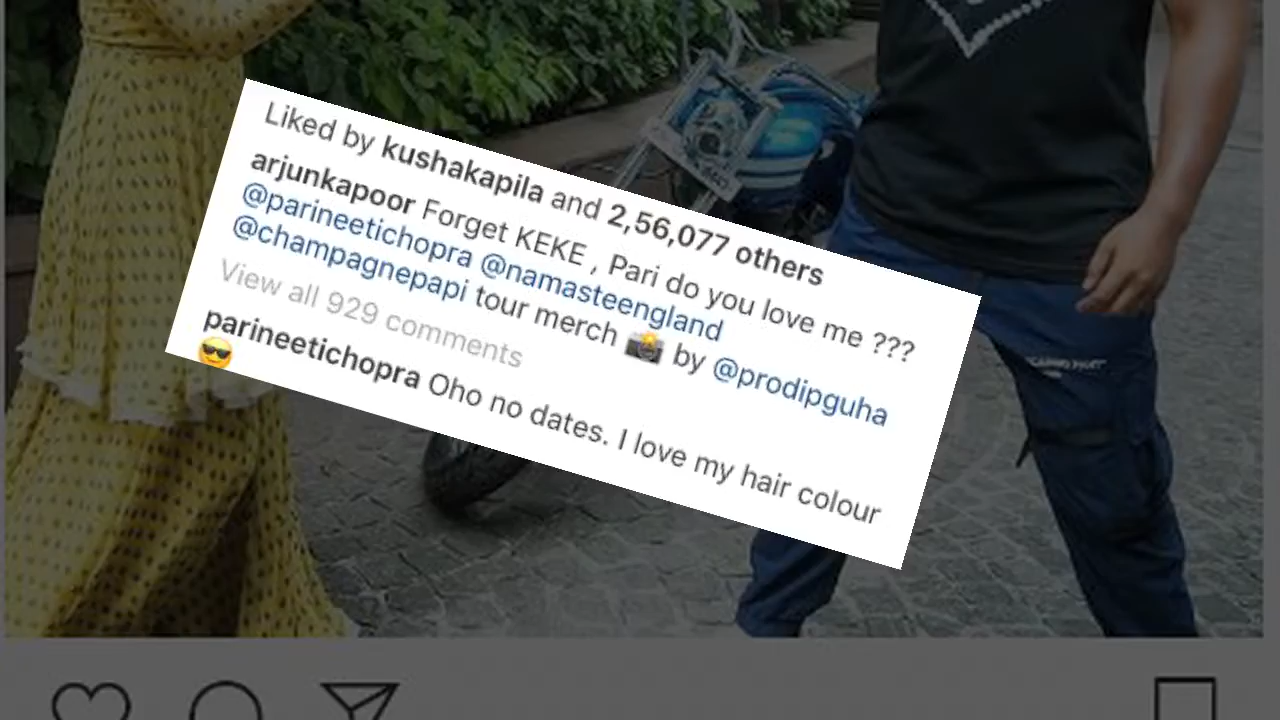 Liked by kushakapila and 2,56,077 others
arjunkapoor Forget KEKE , Pari do you love me ???
@parineetichopra @namasteengland
@champagnepapi tour merch 📸 by @prodipguha
View all 929 comments
parineetichopra Oho no dates. I love my hair colour
😎